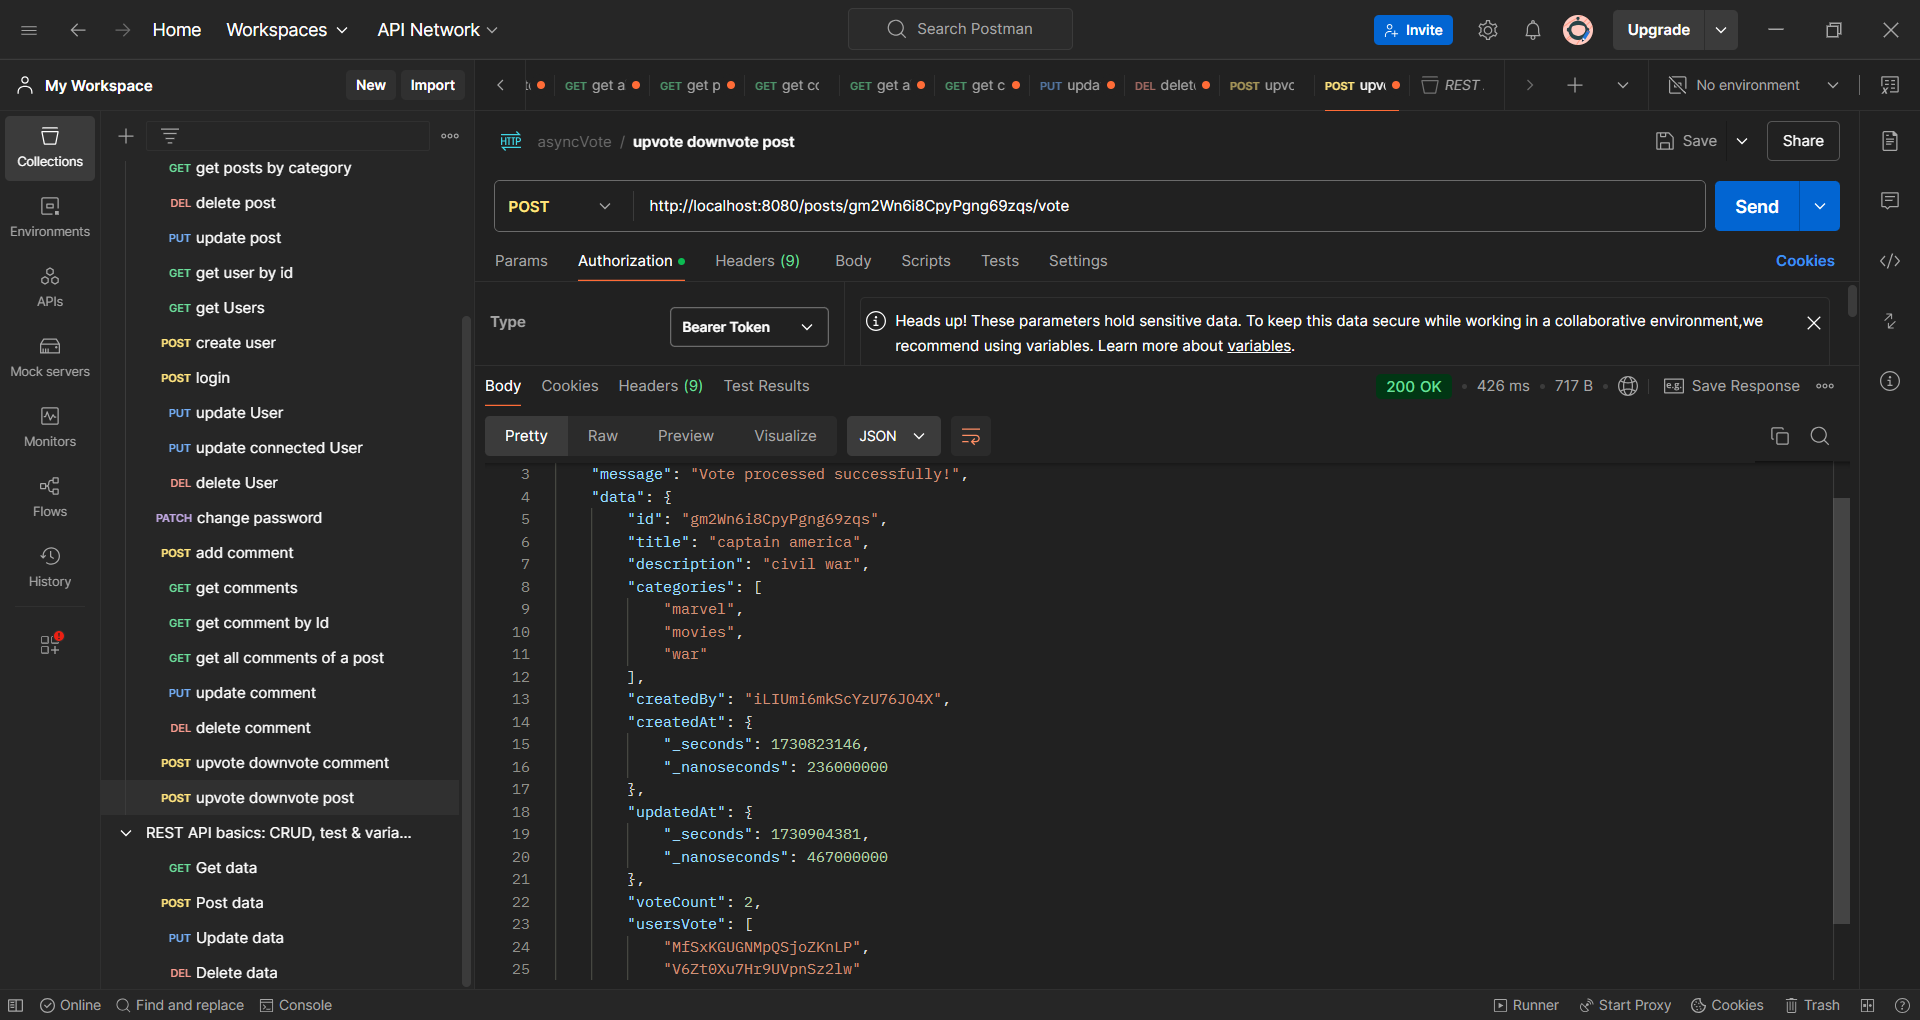 Home Workspaces API Network Search Postman Invite Upgrade
My Workspace New Import
GET get a GET get p GET get cc GET get a GET get c PUT upda DEL delet POST upvc POST upv REST No environment
Collections
Environments
APIs
Mock servers
Monitors
Flows
History
GET get posts by category
DEL delete post
PUT update post
GET get user by id
GET get Users
POST create user
POST login
PUT update User
PUT update connected User
DEL delete User
PATCH change password
POST add comment
GET get comments
GET get comment by Id
GET get all comments of a post
PUT update comment
DEL delete comment
POST upvote downvote comment
POST upvote downvote post
REST API basics: CRUD, test & varia...
GET Get data
POST Post data
PUT Update data
DEL Delete data
HTTP asyncVote / upvote downvote post Save Share
POST http://localhost:8080/posts/gm2Wn6i8CpyPgng69zqs/vote Send
Params Authorization Headers (9) Body Scripts Tests Settings Cookies
Type Bearer Token
Heads up! These parameters hold sensitive data. To keep this data secure while working in a collaborative environment,we
recommend using variables. Learn more about variables.
Body Cookies Headers (9) Test Results 200 OK 426 ms 717 B e.g. Save Response
Pretty Raw Preview Visualize JSON
3 "message": "Vote processed successfully!",
4 "data": {
5 "id": "gm2Wn6i8CpyPgng69zqs",
6 "title": "captain america",
7 "description": "civil war",
8 "categories": [
9 "marvel",
10 "movies",
11 "war"
12 ],
13 "createdBy": "iLIUmi6mkScYzU76JO4X",
14 "createdAt": {
15 "_seconds": 1730823146,
16 "_nanoseconds": 236000000
17 },
18 "updatedAt": {
19 "_seconds": 1730904381,
20 "_nanoseconds": 467000000
21 },
22 "voteCount": 2,
23 "usersVote": [
24 "MfSxKGUGNMpQSjoZKnLP",
25 "V6Zt0Xu7Hr9UVpnSz2lw"
Online Find and replace Console Runner Start Proxy Cookies Trash